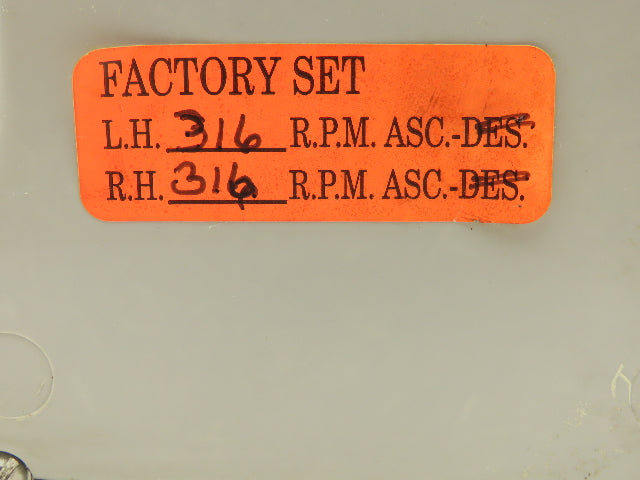 FACTORY SET
L.H. 316 R.P.M. ASC.-DES.
R.H. 316 R.P.M. ASC.-DES.